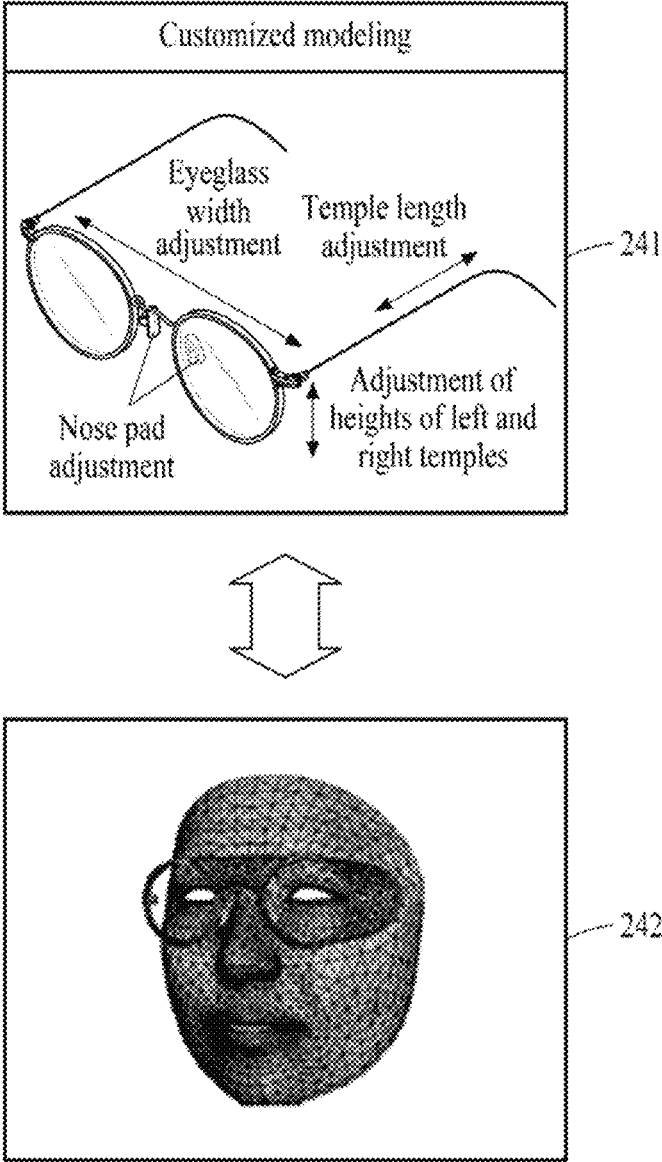 Customized modeling
Eyeglass
width
adjustment
Temple length
adjustment
241
Nose pad
adjustment
Adjustment of
heights of left and
right temples
242